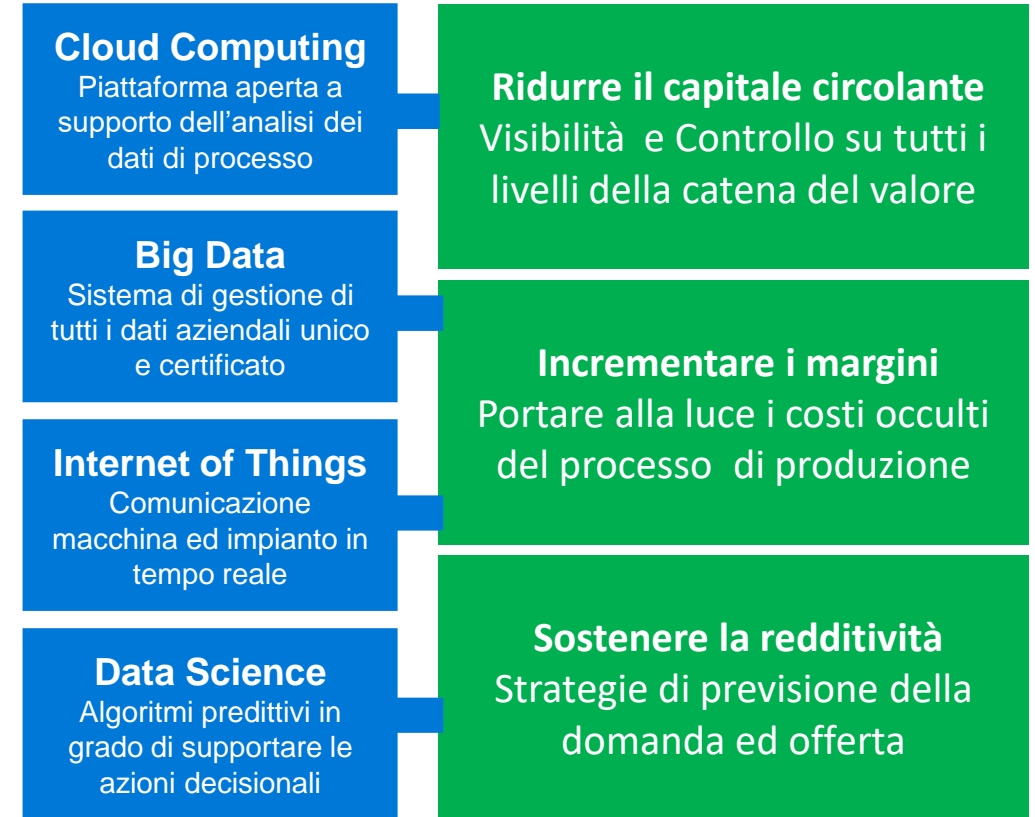 Cloud Computing
Piattaforma aperta a
supporto dell’analisi dei
dati di processo
Big Data
Sistema di gestione di
tutti i dati aziendali unico
e certificato
Internet of Things
Comunicazione
macchina ed impianto in
tempo reale
Data Science
Algoritmi predittivi in
grado di supportare le
azioni decisionali
Ridurre il capitale circolante
Visibilità e Controllo su tutti i
livelli della catena del valore
Incrementare i margini
Portare alla luce i costi occulti
del processo di produzione
Sostenere la redditività
Strategie di previsione della
domanda ed offerta